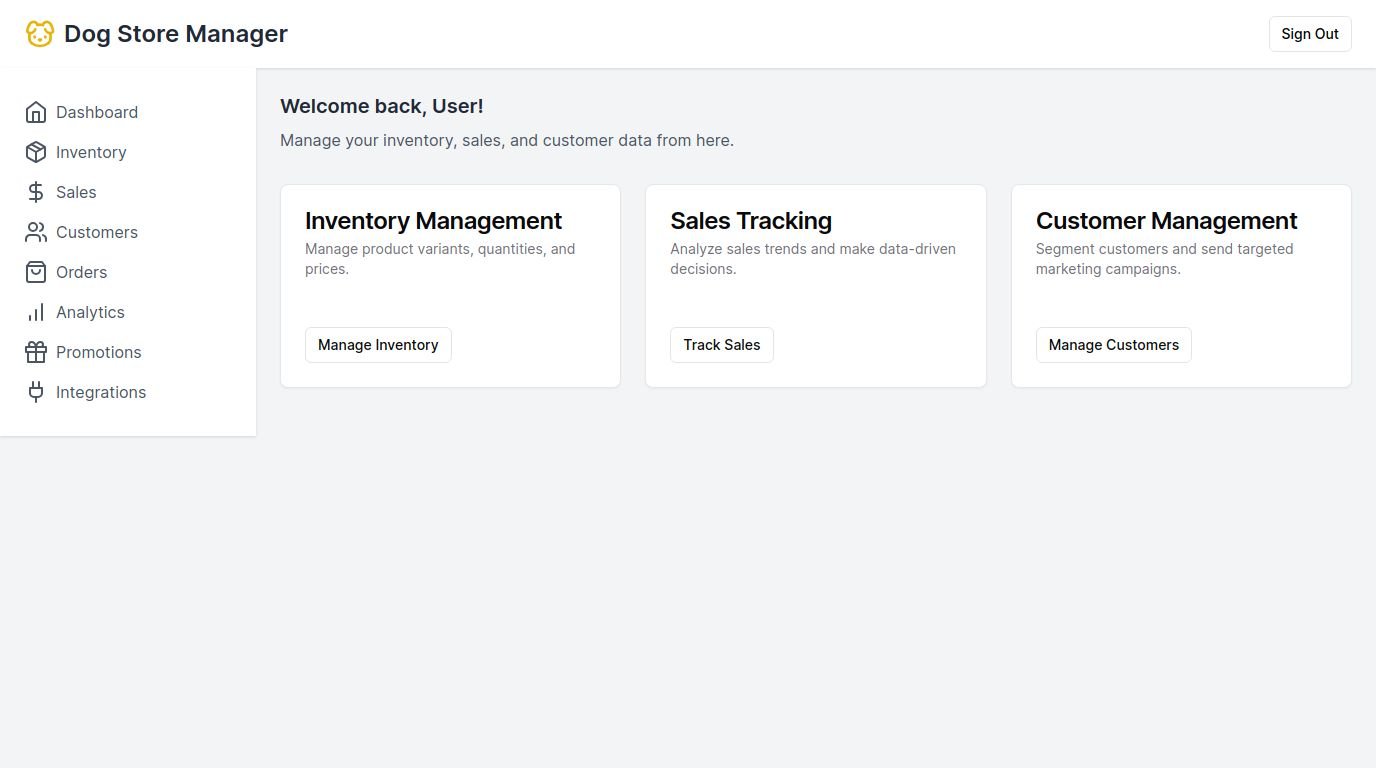 Dog Store Manager
Sign Out
Dashboard
Inventory
Sales
Customers
Orders
Analytics
Promotions
Integrations
Welcome back, User!
Manage your inventory, sales, and customer data from here.
Inventory Management
Manage product variants, quantities, and
prices.
Manage Inventory
Sales Tracking
Analyze sales trends and make data-driven
decisions.
Track Sales
Customer Management
Segment customers and send targeted
marketing campaigns.
Manage Customers